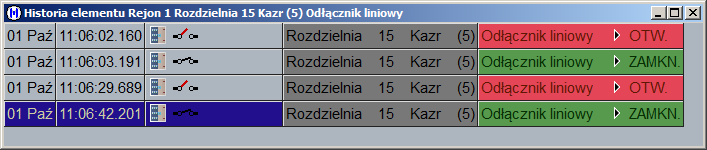 Historia elementu Rejon 1 Rozdzielnia 15 Kazr (5) Odłącznik liniowy
01 Paź 11:06:02.160 Rozdzielnia 15 Kazr (5) Odłącznik liniowy OTW.
01 Paź 11:06:03.191 Rozdzielnia 15 Kazr (5) Odłącznik liniowy ZAMKN.
01 Paź 11:06:29.689 Rozdzielnia 15 Kazr (5) Odłącznik liniowy OTW.
01 Paź 11:06:42.201 Rozdzielnia 15 Kazr (5) Odłącznik liniowy ZAMKN.